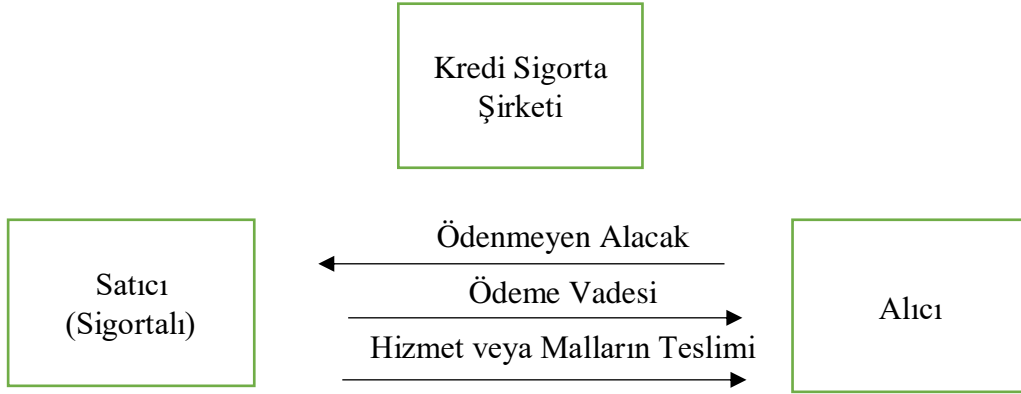 Kredi Sigorta
Şirketi
Ödenmeyen Alacak
Satıcı
(Sigortalı)
Ödeme Vadesi
Alıcı
Hizmet veya Malların Teslimi